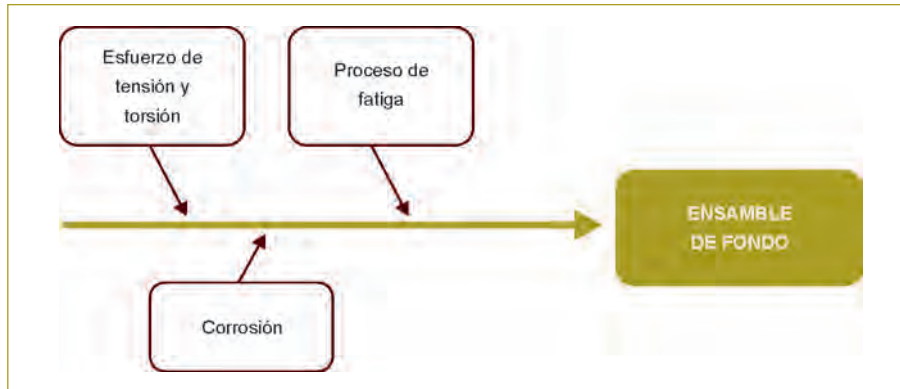 Esfuerzo de
tensión y
torsión
Proceso de
fatiga
ENSAMBLE
DE FONDO
Corrosión